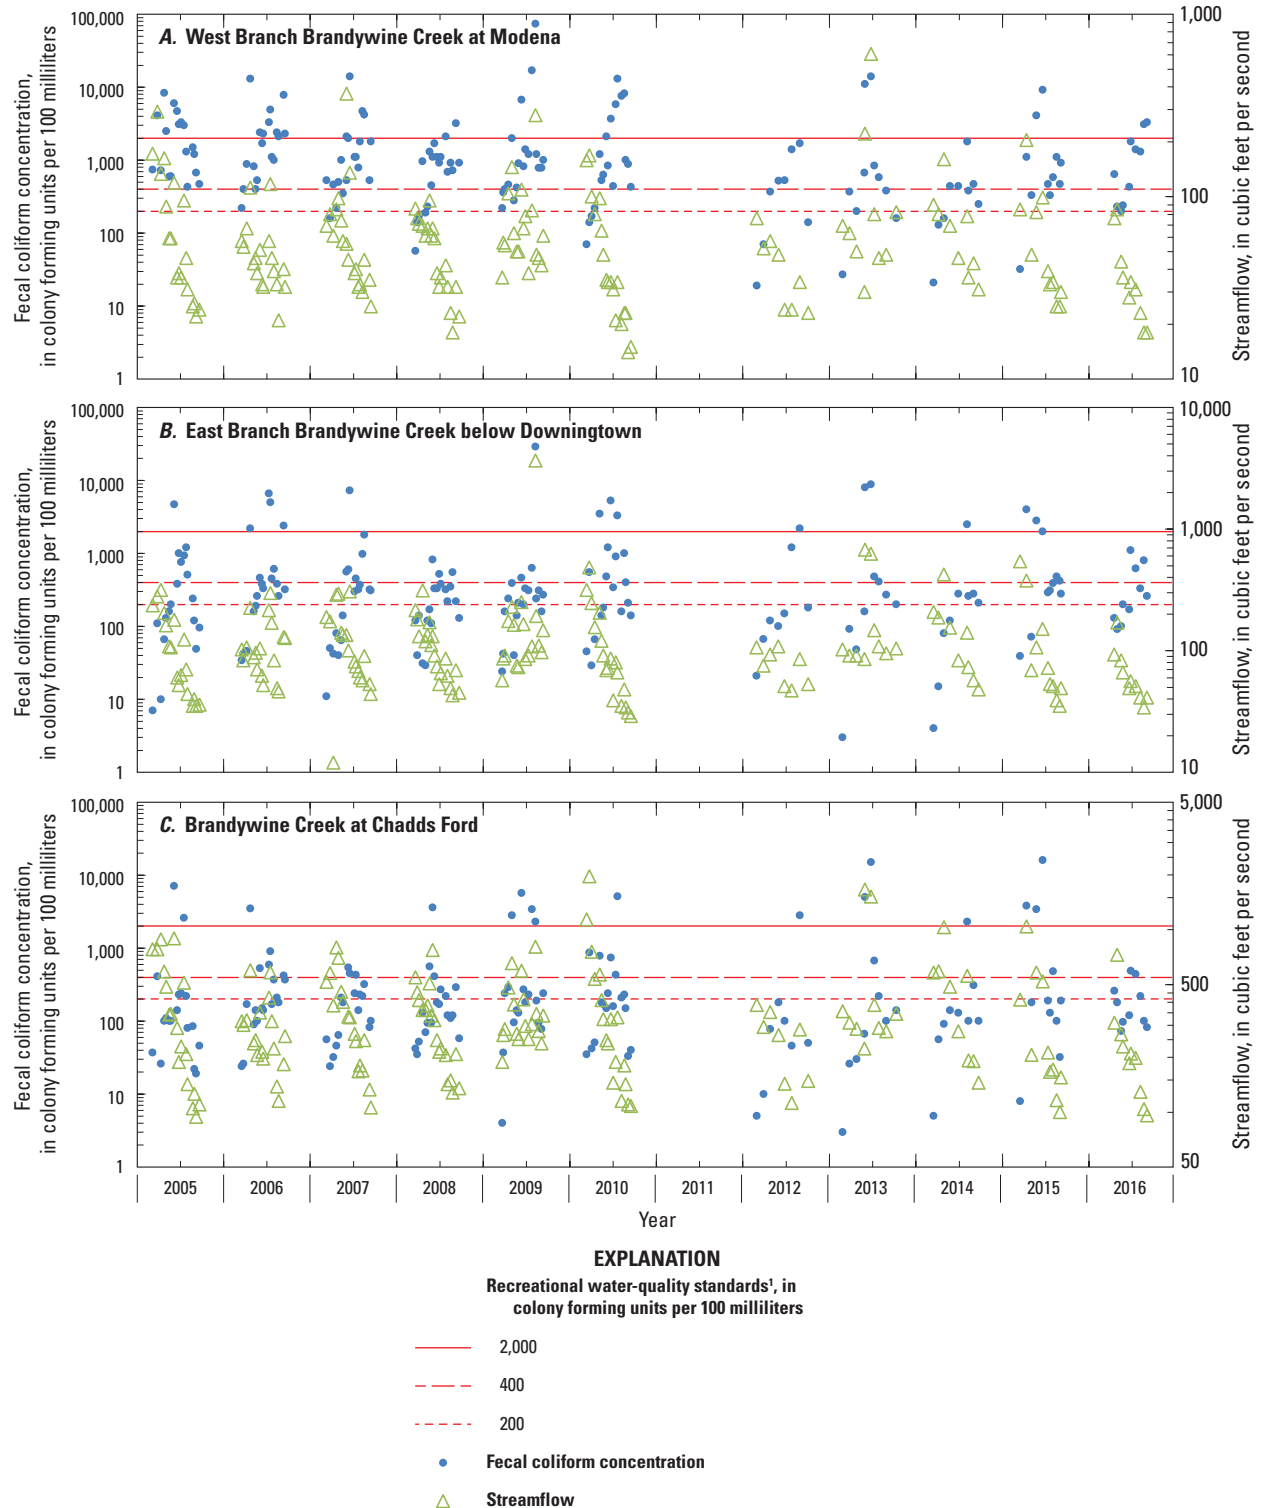 A. West Branch Brandywine Creek at Modena
Fecal coliform concentration,
in colony forming units per 100 milliliters
100,000
10,000
1,000
100
10
1
1,000
100
10
Streamflow, in cubic feet per second
B. East Branch Brandywine Creek below Downingtown
Fecal coliform concentration,
in colony forming units per 100 milliliters
100,000
10,000
1,000
100
10
1
10,000
1,000
100
10
Streamflow, in cubic feet per second
C. Brandywine Creek at Chadds Ford
Fecal coliform concentration,
in colony forming units per 100 milliliters
100,000
10,000
1,000
100
10
1
5,000
500
50
Streamflow, in cubic feet per second
2005 2006 2007 2008 2009 2010 2011 2012 2013 2014 2015 2016
Year
EXPLANATION
Recreational water-quality standards¹, in
colony forming units per 100 milliliters
2,000
400
200
Fecal coliform concentration
Streamflow